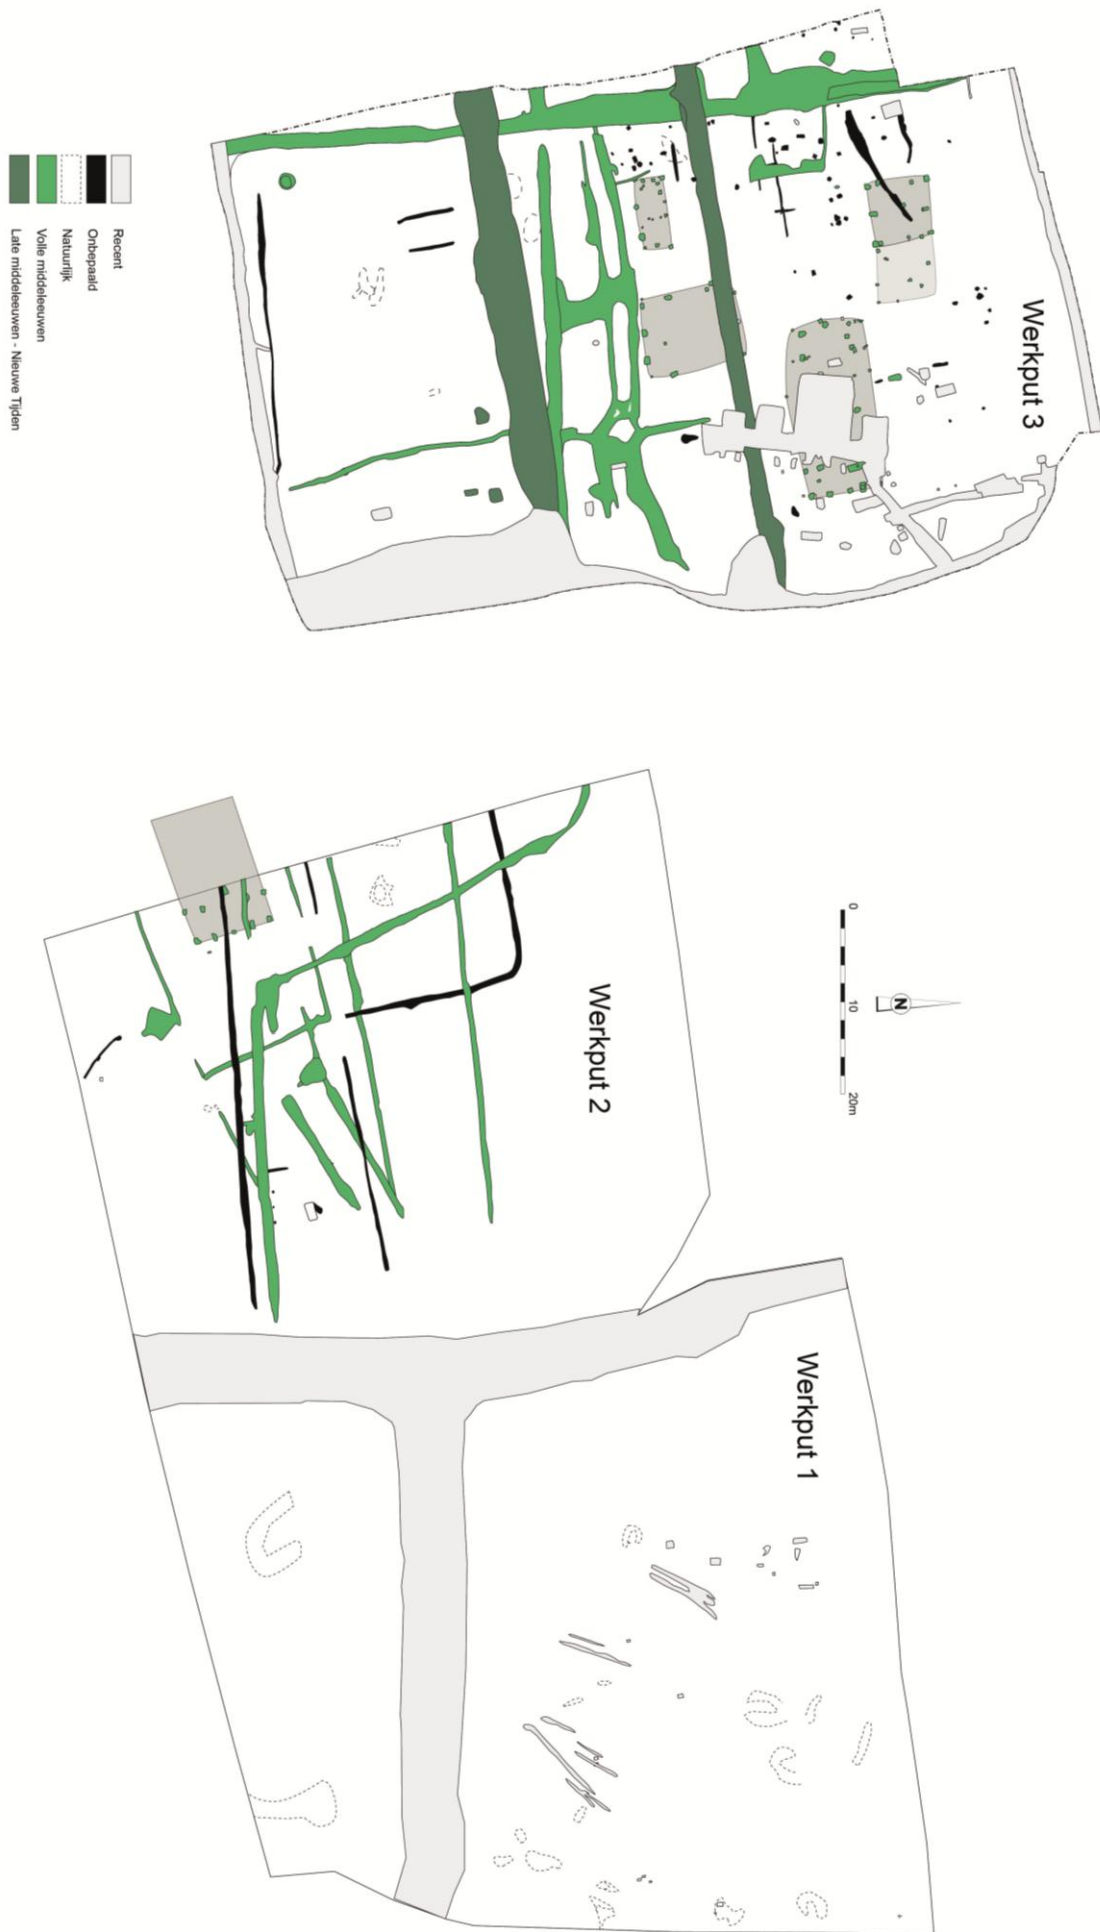 Werkput 3
Recent
Onbepaald
Natuurlijk
Volle middeleeuwen
Late middeleeuwen - Nieuwe Tijden
Werkput 2
0
10
20m
N
Werkput 1